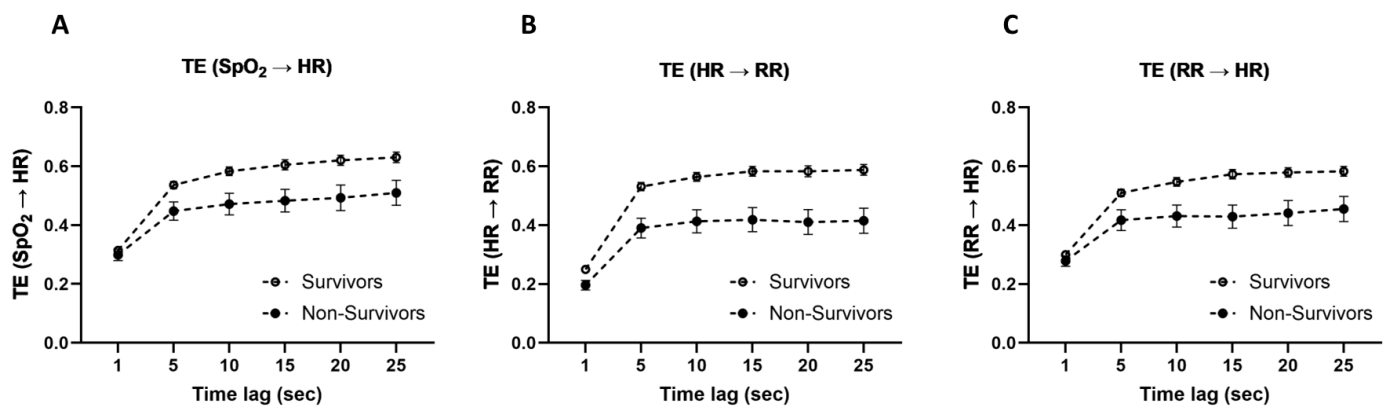 A
TE (SpO₂ → HR)
TE (SpO₂ → HR)
0.8
0.6
0.4
0.2
0.0
Survivors
Non-Survivors
1 5 10 15 20 25
Time lag (sec)
B
TE (HR → RR)
TE (HR → RR)
0.8
0.6
0.4
0.2
0.0
Survivors
Non-Survivors
1 5 10 15 20 25
Time lag (sec)
C
TE (RR → HR)
TE (RR → HR)
0.8
0.6
0.4
0.2
0.0
Survivors
Non-Survivors
1 5 10 15 20 25
Time lag (sec)